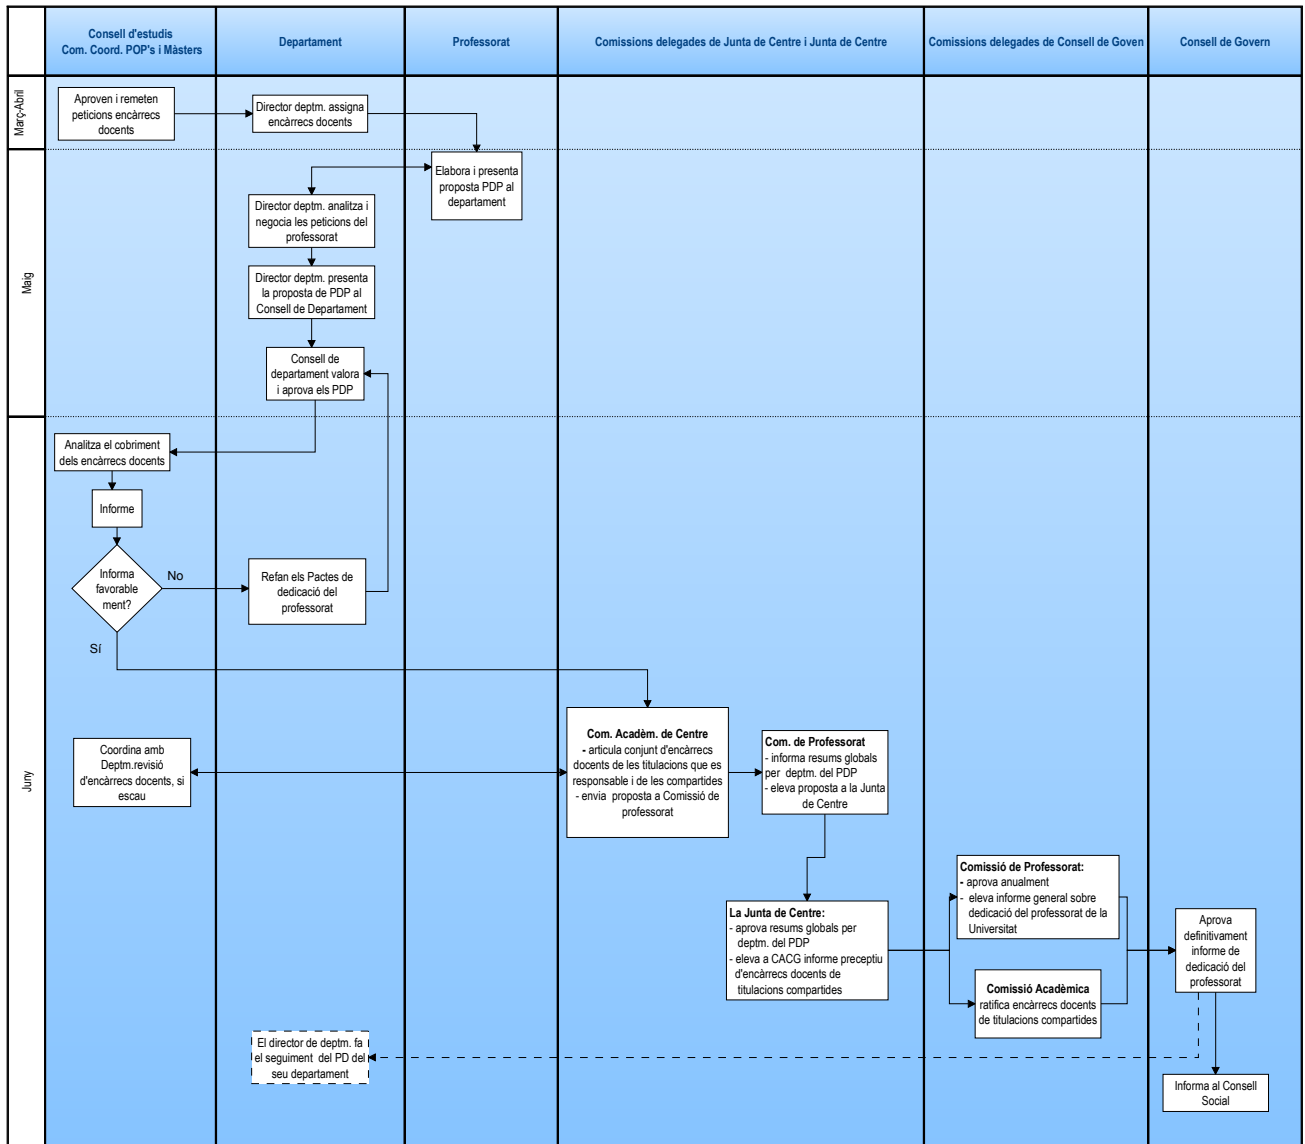 Consell d'estudis
Com. Coord. POP's i Màsters
Departament
Professorat
Comissions delegades de Junta de Centre i Junta de Centre
Comissions delegades de Consell de Goven
Consell de Govern
Març-Abril
Aproven i remeten
peticions encàrrecs
docents
Director deptm. assigna
encàrrecs docents
Maig
Elabora i presenta
proposta PDP al
departament
Director deptm. analitza i
negocia les peticions del
professorat
Director deptm. presenta
la proposta de PDP al
Consell de Departament
Consell de
departament valora
i aprova els PDP
Juny
Analitza el cobriment
dels encàrrecs docents
Informe
Informa
favorable
ment?
No
Sí
Refan els Pactes de
dedicació del
professorat
Coordina amb
Deptm.revisió
d'encàrrecs docents, si
escau
Com. Acadèm. de Centre
- articula conjunt d'encàrrecs
docents de les titulacions que es
responsable i de les compartides
- envia proposta a Comissió de
professorat
Com. de Professorat
- informa resums globals
per deptm. del PDP
- eleva proposta a la Junta
de Centre
La Junta de Centre:
- aprova resums globals per
deptm. del PDP
- eleva a CACG informe preceptiu
d'encàrrecs docents de
titulacions compartides
Comissió de Professorat:
- aprova anualment
- eleva informe general sobre
dedicació del professorat de la
Universitat
Comissió Acadèmica
ratifica encàrrecs docents
de titulacions compartides
Aprova
definitivament
informe de
dedicació del
professorat
El director de deptm. fa
el seguiment del PD del
seu departament
Informa al Consell
Social